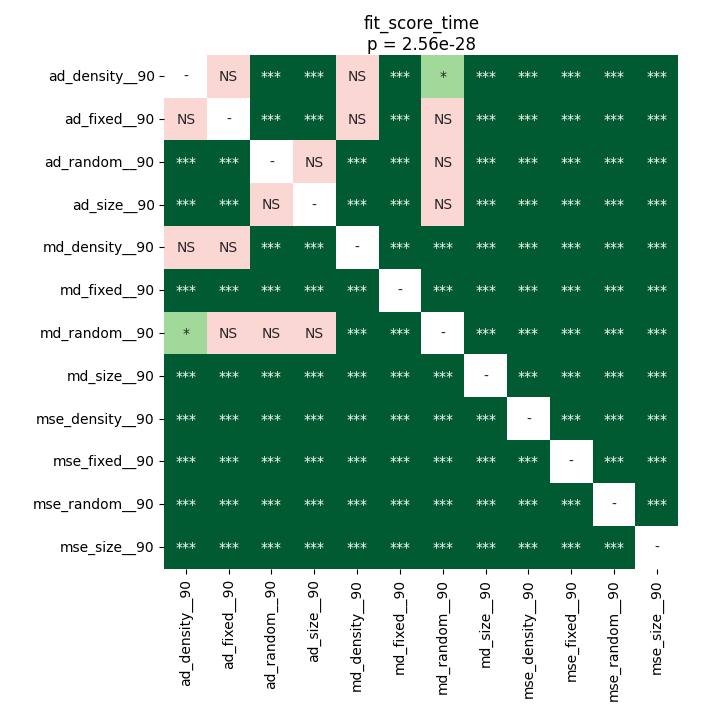 fit_score_time
p = 2.56e-28
ad_density__90 - NS *** *** NS *** * *** *** *** *** ***
ad_fixed__90 NS - *** *** NS *** NS *** *** *** *** ***
ad_random__90 *** *** - NS *** *** NS *** *** *** *** ***
ad_size__90 *** *** NS - *** *** NS *** *** *** *** ***
md_density__90 NS NS *** *** - *** *** *** *** *** *** ***
md_fixed__90 *** *** *** *** *** - *** *** *** *** *** ***
md_random__90 * NS NS NS *** *** - *** *** *** *** ***
md_size__90 *** *** *** *** *** *** *** - *** *** *** ***
mse_density__90 *** *** *** *** *** *** *** *** - *** *** ***
mse_fixed__90 *** *** *** *** *** *** *** *** *** - *** ***
mse_random__90 *** *** *** *** *** *** *** *** *** *** - ***
mse_size__90 *** *** *** *** *** *** *** *** *** *** *** -
ad_density__90
ad_fixed__90
ad_random__90
ad_size__90
md_density__90
md_fixed__90
md_random__90
md_size__90
mse_density__90
mse_fixed__90
mse_random__90
mse_size__90